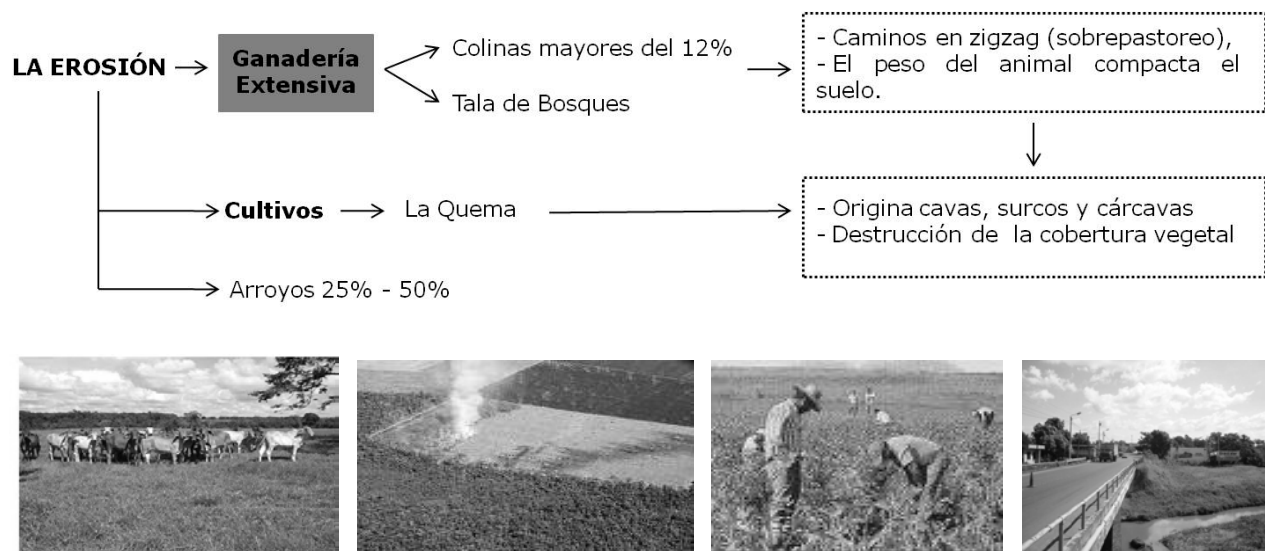 LA EROSIÓN
Ganadería
Extensiva
Colinas mayores del 12%
Tala de Bosques
- Caminos en zigzag (sobrepastoreo),
- El peso del animal compacta el
suelo.
Cultivos
La Quema
- Origina cavas, surcos y cárcavas
- Destrucción de la cobertura vegetal
Arroyos 25% - 50%